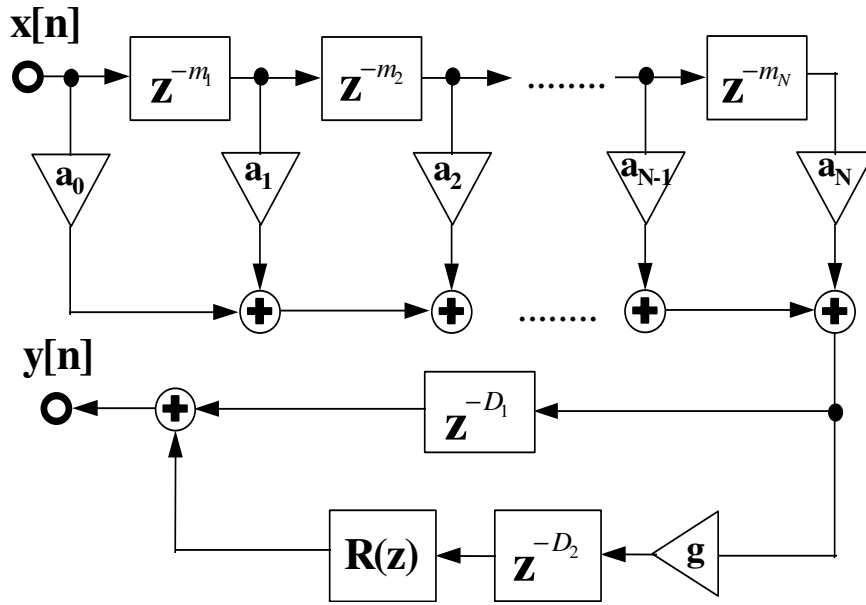 x[n]
z^{-m_1} z^{-m_2} ........ z^{-m_N}
a_0 a_1 a_2 a_{N-1} a_N
+ + ........ + +
y[n]
+ z^{-D_1}
R(z) z^{-D_2} g